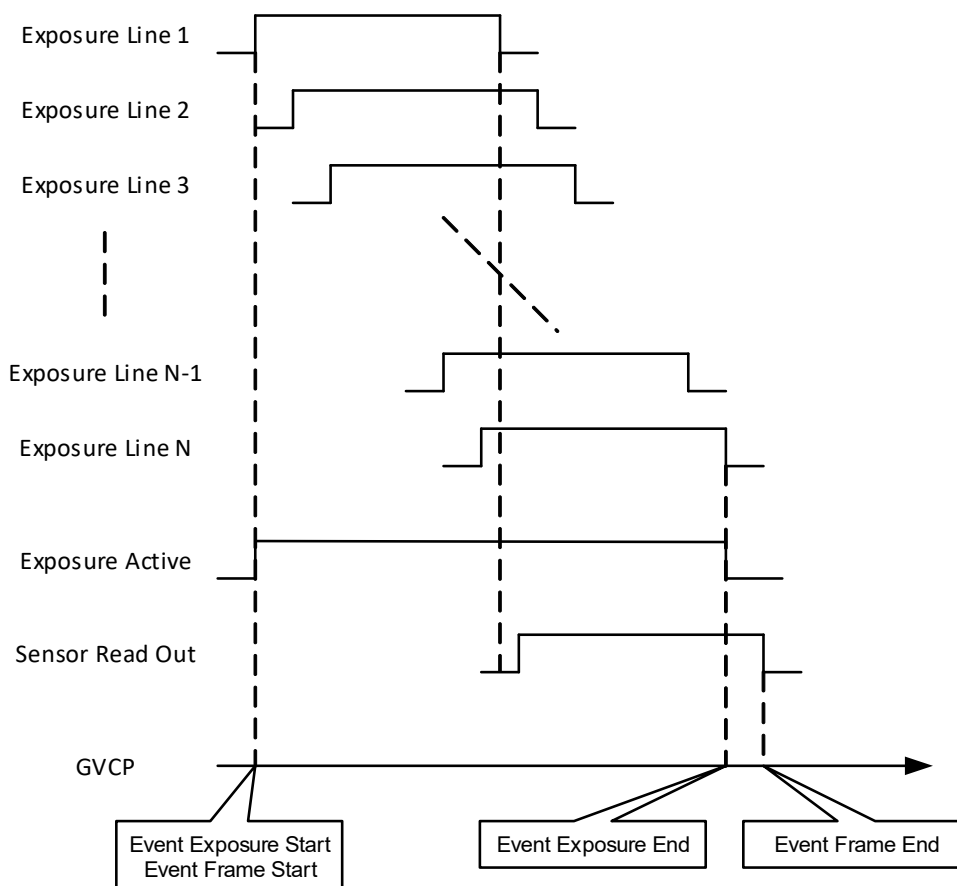 Exposure Line 1
Exposure Line 2
Exposure Line 3
Exposure Line N-1
Exposure Line N
Exposure Active
Sensor Read Out
GVCP
Event Exposure Start
Event Frame Start
Event Exposure End
Event Frame End